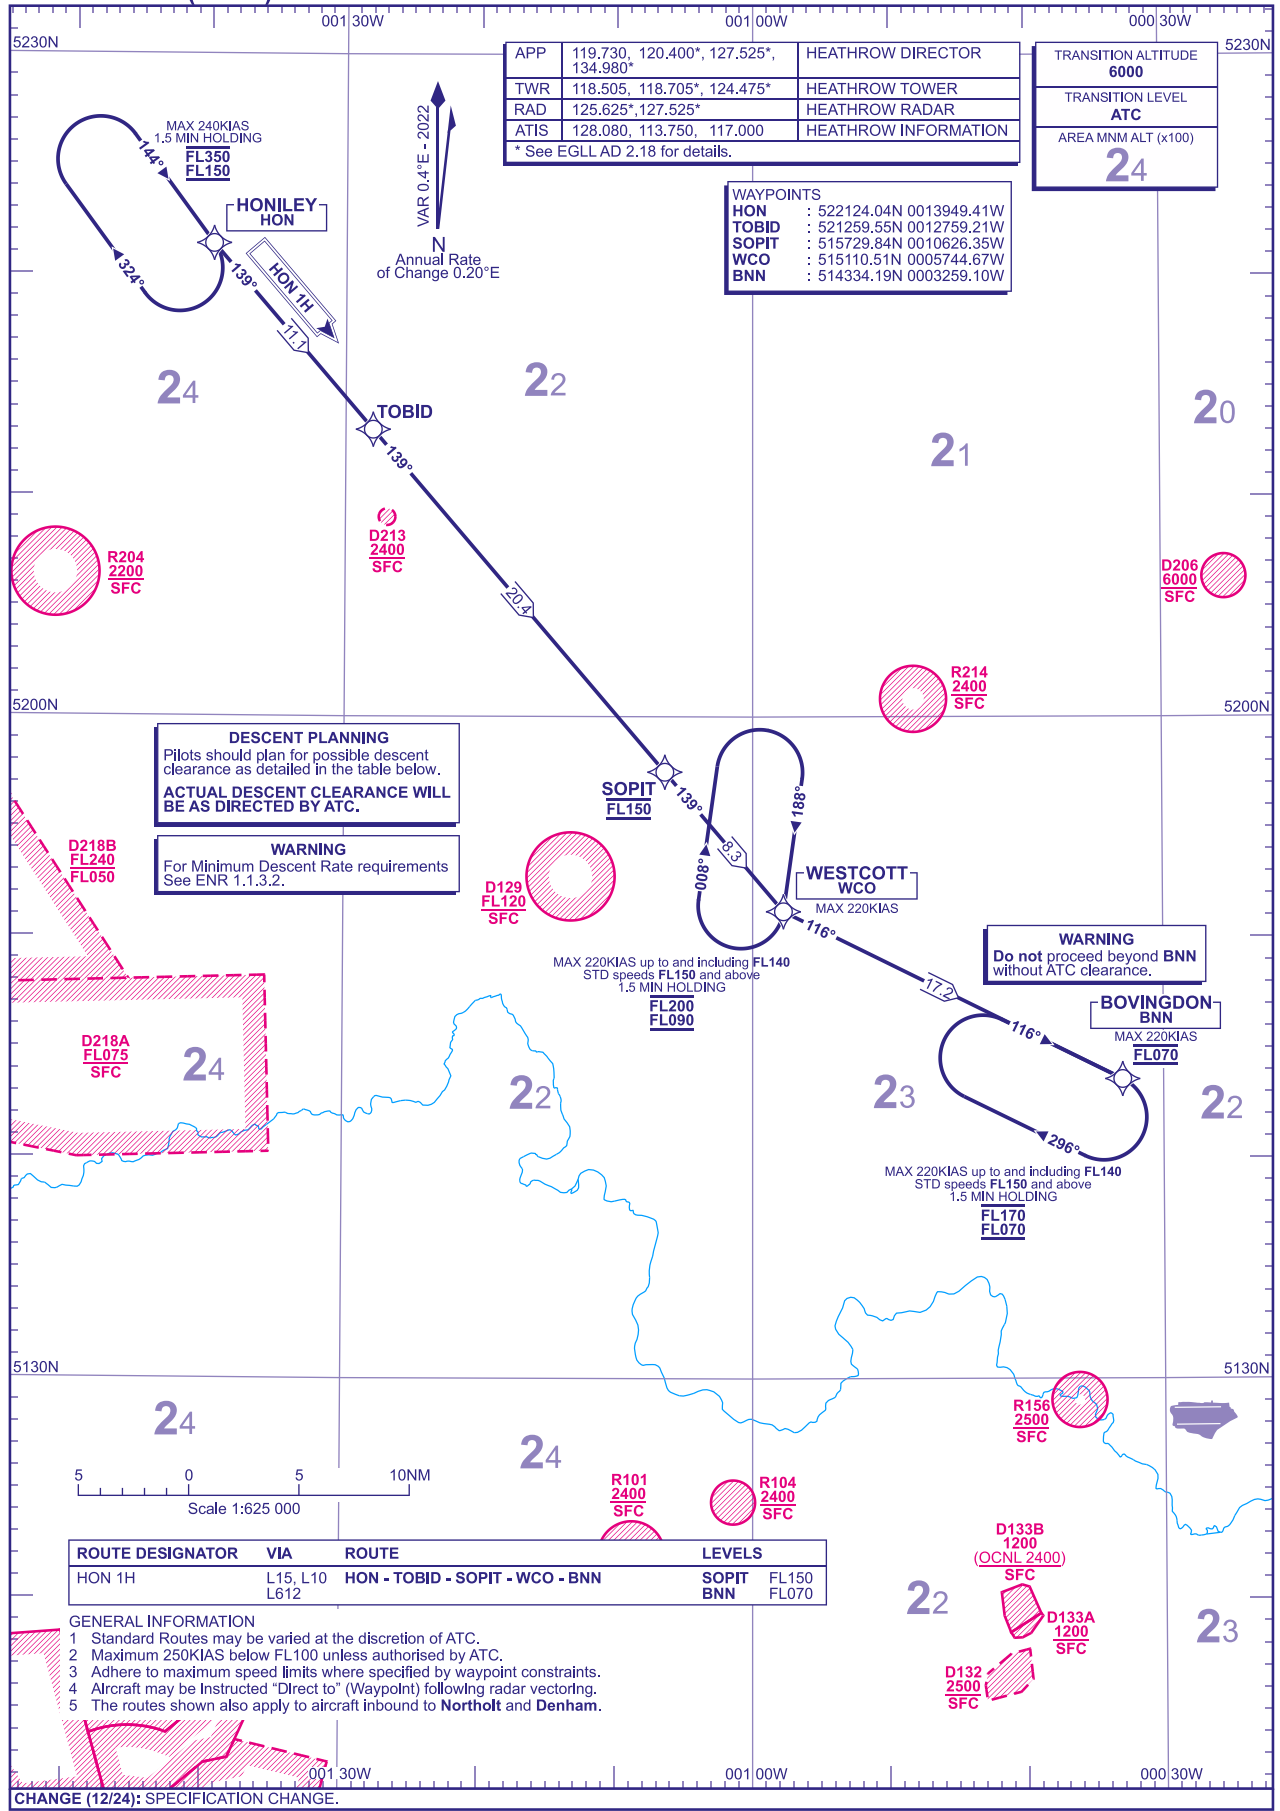 001 30W
001 00W
000 30W
5230N
5230N
APP 119.730, 120.400*, 127.525*, 134.980* HEATHROW DIRECTOR
TWR 118.505, 118.705*, 124.475* HEATHROW TOWER
RAD 125.625*,127.525* HEATHROW RADAR
ATIS 128.080, 113.750, 117.000 HEATHROW INFORMATION
* See EGLL AD 2.18 for details.
TRANSITION ALTITUDE
6000
TRANSITION LEVEL
ATC
AREA MNM ALT (x100)
24
VAR 0.4°E - 2022
N
Annual Rate
of Change 0.20°E
MAX 240KIAS
1.5 MIN HOLDING
FL350
FL150
144°
324°
HONILEY
HON
139°
HON 1H
11.1
WAYPOINTS
HON : 522124.04N 0013949.41W
TOBID : 521259.55N 0012759.21W
SOPIT : 515729.84N 0010626.35W
WCO : 515110.51N 0005744.67W
BNN : 514334.19N 0003259.10W
24
22
20
21
TOBID
139°
D213
2400
SFC
R204
2200
SFC
20.4
D206
6000
SFC
R214
2400
SFC
5200N
5200N
DESCENT PLANNING
Pilots should plan for possible descent
clearance as detailed in the table below.
ACTUAL DESCENT CLEARANCE WILL
BE AS DIRECTED BY ATC.
WARNING
For Minimum Descent Rate requirements
See ENR 1.1.3.2.
SOPIT
FL150
139°
188°
8.3
008°
D218B
FL240
FL050
D129
FL120
SFC
WESTCOTT
WCO
MAX 220KIAS
116°
MAX 220KIAS up to and including FL140
STD speeds FL150 and above
1.5 MIN HOLDING
FL200
FL090
WARNING
Do not proceed beyond BNN
without ATC clearance.
17.2
116°
BOVINGDON
BNN
MAX 220KIAS
FL070
D218A
FL075
SFC
24
22
23
22
296°
MAX 220KIAS up to and including FL140
STD speeds FL150 and above
1.5 MIN HOLDING
FL170
FL070
5130N
5130N
24
24
R156
2500
SFC
5 0 5 10NM
Scale 1:625 000
R101
2400
SFC
R104
2400
SFC
D133B
1200
(OCNL 2400)
SFC
D133A
1200
SFC
D132
2500
SFC
22
23
ROUTE DESIGNATOR VIA ROUTE LEVELS
HON 1H L15, L10 HON - TOBID - SOPIT - WCO - BNN SOPIT FL150
L612 BNN FL070
GENERAL INFORMATION
1 Standard Routes may be varied at the discretion of ATC.
2 Maximum 250KIAS below FL100 unless authorised by ATC.
3 Adhere to maximum speed limits where specified by waypoint constraints.
4 Aircraft may be instructed “Direct to” (Waypoint) following radar vectoring.
5 The routes shown also apply to aircraft inbound to Northolt and Denham.
001 30W
001 00W
000 30W
CHANGE (12/24): SPECIFICATION CHANGE.